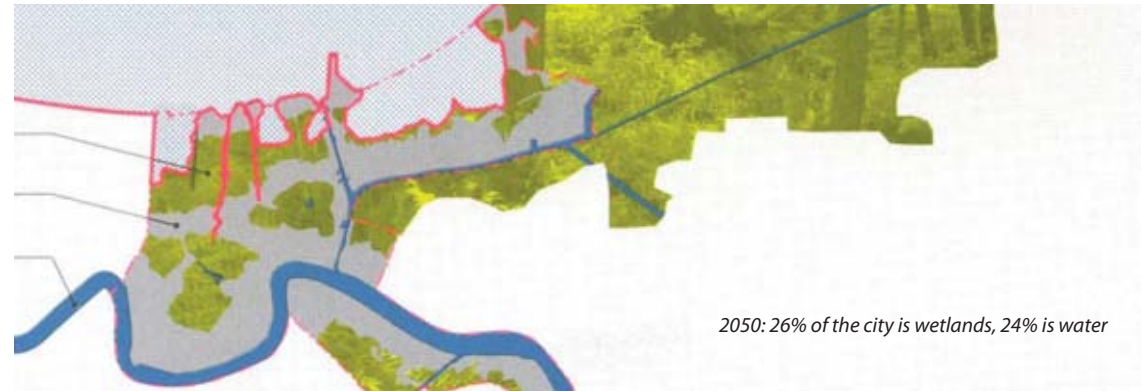 2050: 26% of the city is wetlands, 24% is water